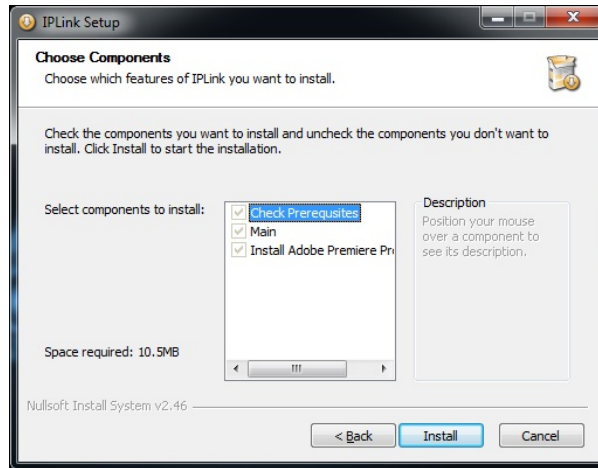 IPLink Setup
Choose Components
Choose which features of IPLink you want to install.
Check the components you want to install and uncheck the components you don't want to
install. Click Install to start the installation.
Select components to install:
Check Prerequsites
Main
Install Adobe Premiere Pr
Description
Position your mouse
over a component to
see its description.
Space required: 10.5MB
Nullsoft Install System v2.46
< Back
Install
Cancel